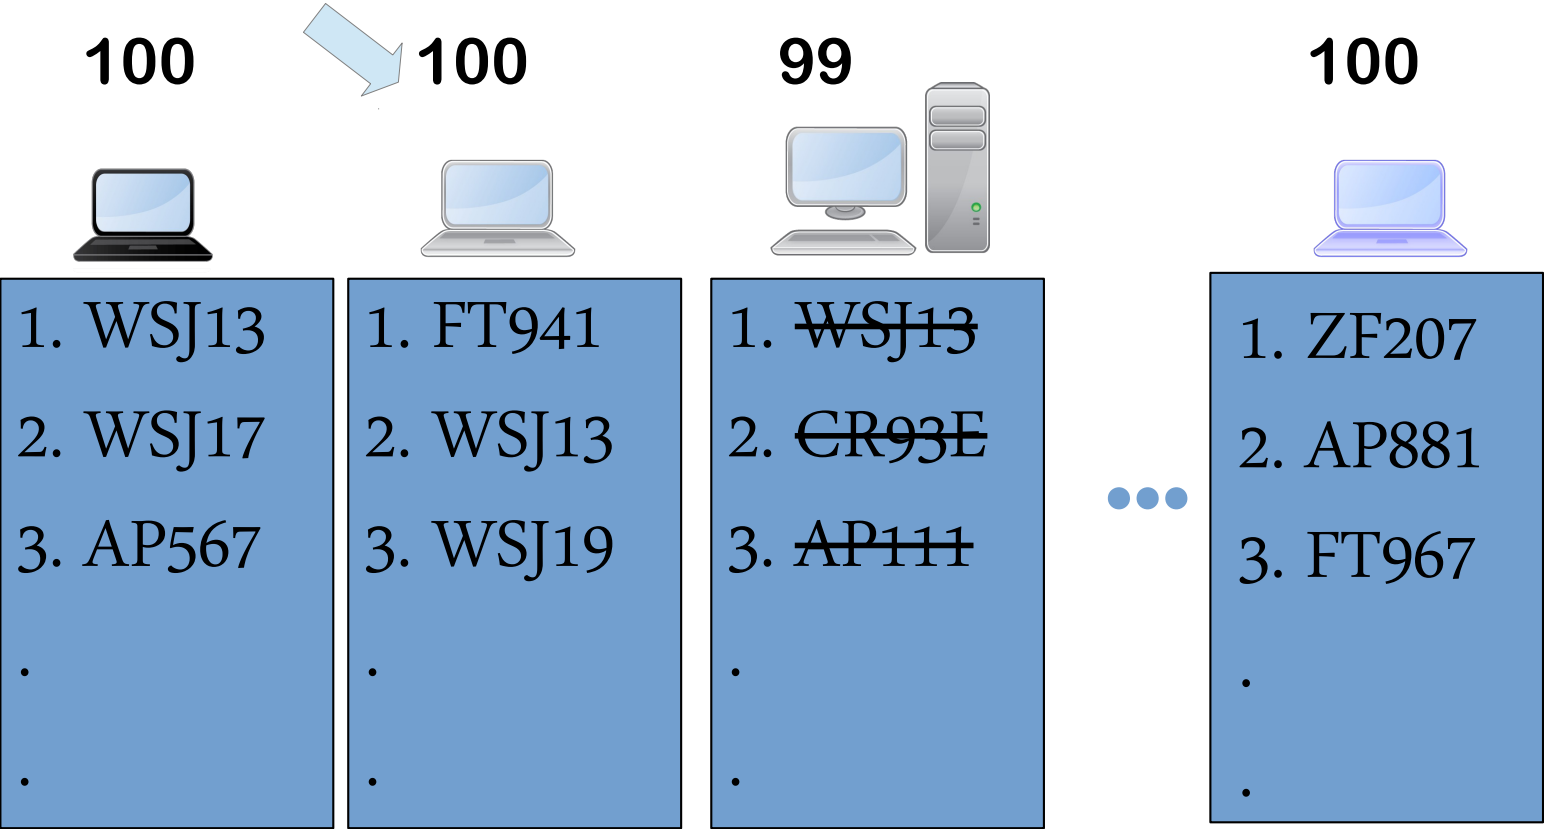 100
100
99
100
1. WSJ13
2. WSJ17
3. AP567
.
.
1. FT941
2. WSJ13
3. WSJ19
.
.
1. WSJ13
2. CR93E
3. AP111
.
.
1. ZF207
2. AP881
3. FT967
.
.